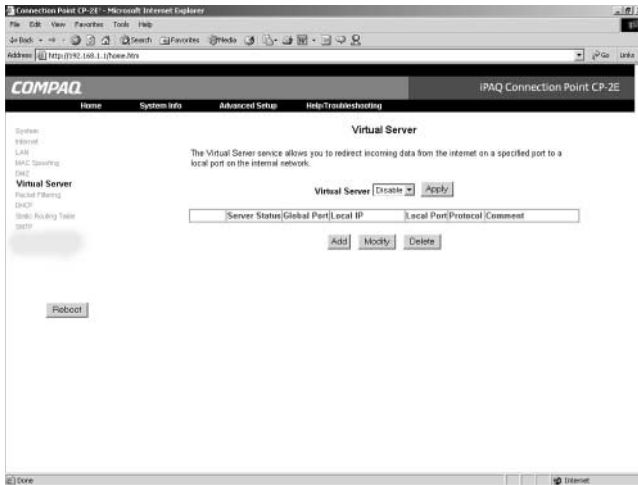 Connection Point CP-2E' - Microsoft Internet Explorer
File Edit View Favorites Tools Help
Back Search Favorites Media
Address http://192.168.1.1/home.htm Go Links
COMPAQ iPAQ Connection Point CP-2E
Home System Info Advanced Setup Help/Troubleshooting
Virtual Server
System
Internet
LAN
MAC Spoofing
DMZ
Virtual Server
Packet Filtering
DHCP
Static Routing Table
SNTP
The Virtual Server service allows you to redirect incoming data from the internet on a specified port to a
local port on the internal network.
Virtual Server Disable Apply
Server Status Global Port Local IP Local Port Protocol Comment
Add Modify Delete
Reboot
Done Internet